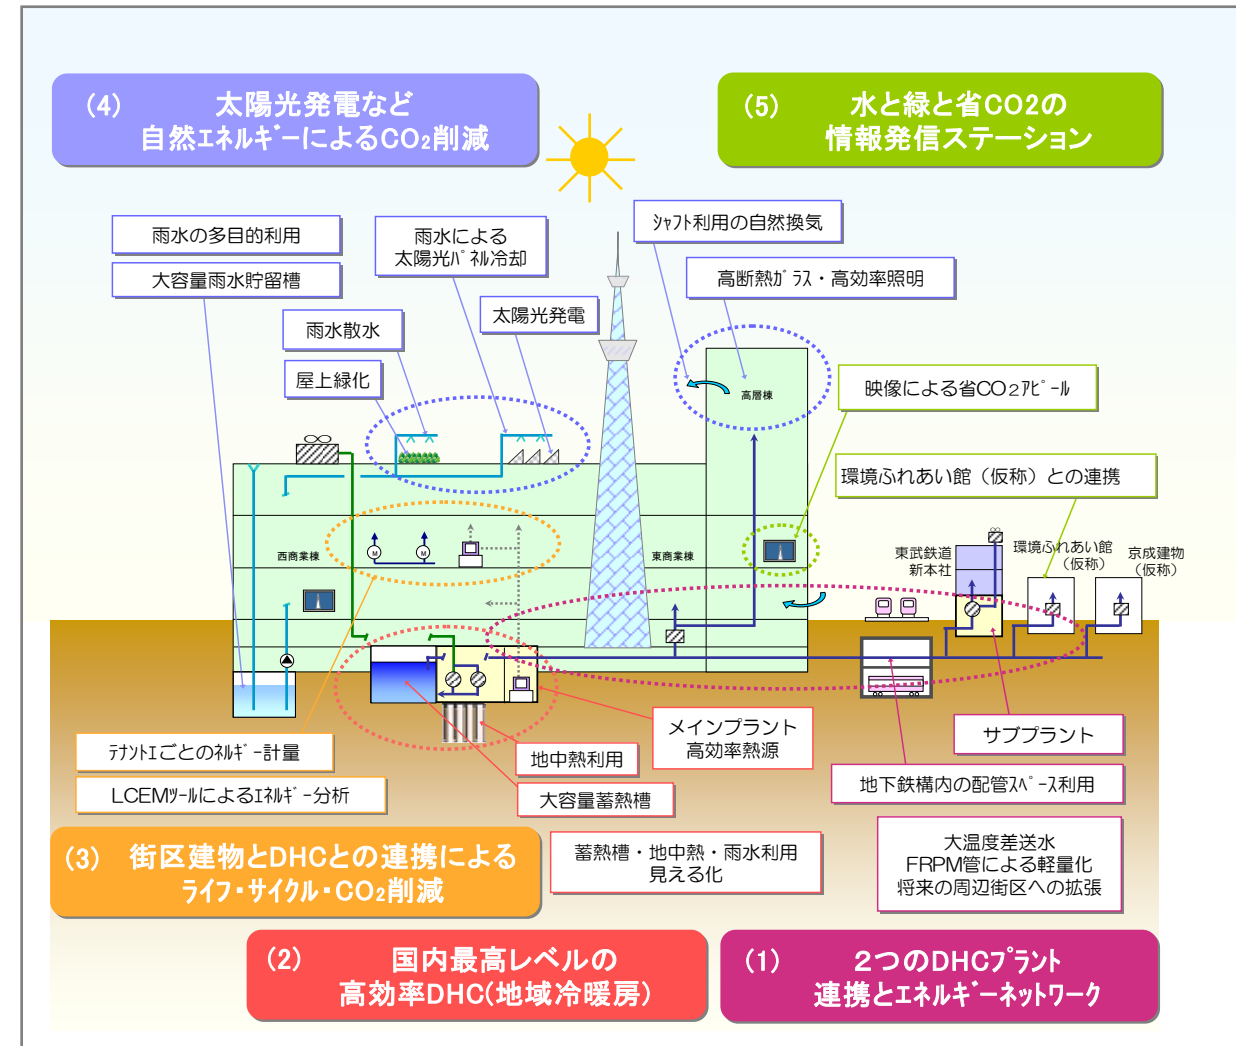 (4) 太陽光発電など
自然ｴﾈﾙｷﾞｰによるCO₂削減
(5) 水と緑と省CO2の
情報発信ステーション
雨水の多目的利用
大容量雨水貯留槽
雨水による
太陽光ﾊﾟﾈﾙ冷却
雨水散水
屋上緑化
太陽光発電
ｼｬﾌﾄ利用の自然換気
高断熱ｶﾞﾗｽ・高効率照明
高層棟
映像による省CO２ｱﾋﾟｰﾙ
環境ふれあい館（仮称）との連携
西商業棟
M
M
東商業棟
東武鉄道
新本社
環境ふれあい館
（仮称）
京成建物
（仮称）
ﾃﾅﾝﾄｴごとのﾈﾙｷﾞｰ計量
LCEMﾂｰﾙによるｴﾈﾙｷﾞｰ分析
地中熱利用
大容量蓄熱槽
メインプラント
高効率熱源
サブプラント
地下鉄構内の配管ｽﾍﾟｰｽ利用
蓄熱槽・地中熱・雨水利用
見える化
大温度差送水
FRPM管による軽量化
将来の周辺街区への拡張
(3) 街区建物とDHCとの連携による
ﾗｲﾌ・サイクル・CO₂削減
(2) 国内最高レベルの
高効率DHC(地域冷暖房)
(1) ２つのDHCﾌﾟﾗﾝﾄ
連携とｴﾈﾙｷﾞｰネットワーク